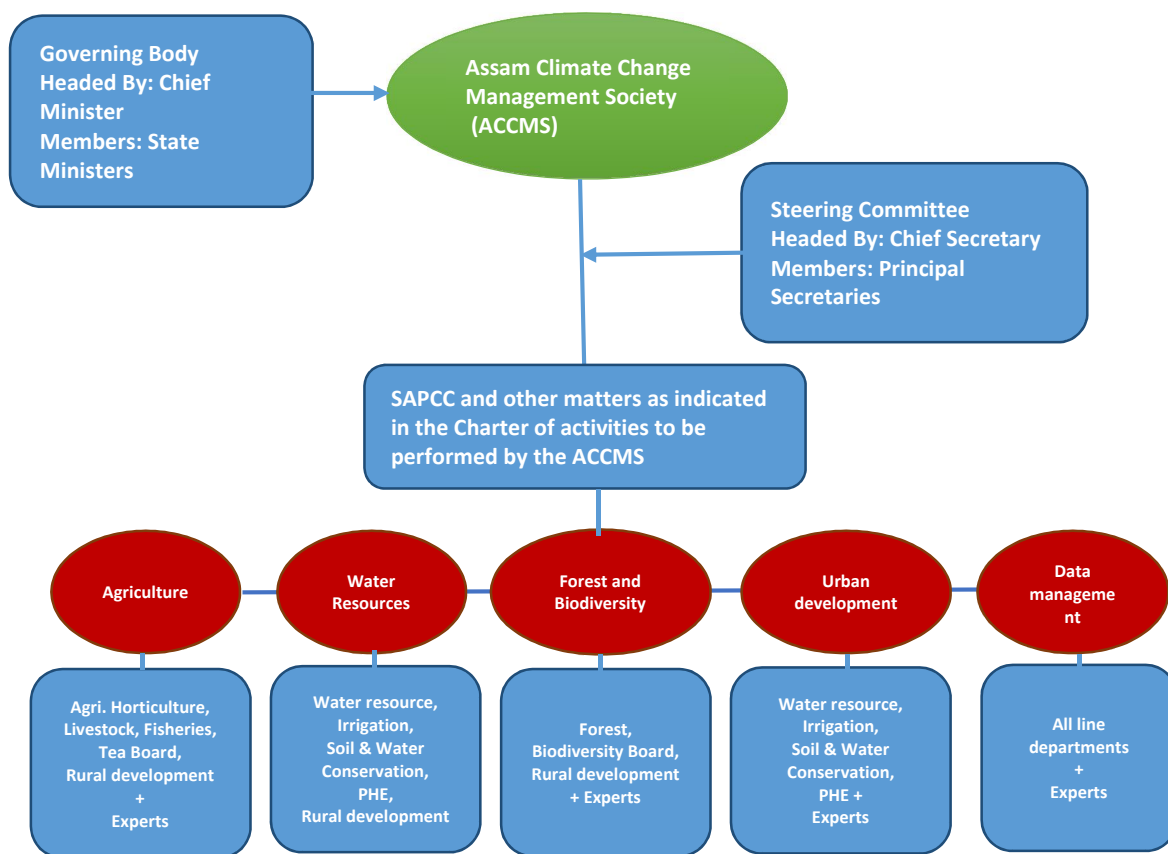 Governing Body
Headed By: Chief
Minister
Members: State
Ministers
Assam Climate Change
Management Society
(ACCMS)
Steering Committee
Headed By: Chief Secretary
Members: Principal
Secretaries
SAPCC and other matters as indicated
in the Charter of activities to be
performed by the ACCMS
Agriculture
Water
Resources
Forest and
Biodiversity
Urban
development
Data
manageme
nt
Agri. Horticulture,
Livestock, Fisheries,
Tea Board,
Rural development
+
Experts
Water resource,
Irrigation,
Soil & Water
Conservation,
PHE,
Rural development
Forest,
Biodiversity Board,
Rural development
+ Experts
Water resource,
Irrigation,
Soil & Water
Conservation,
PHE +
Experts
All line
departments
+
Experts